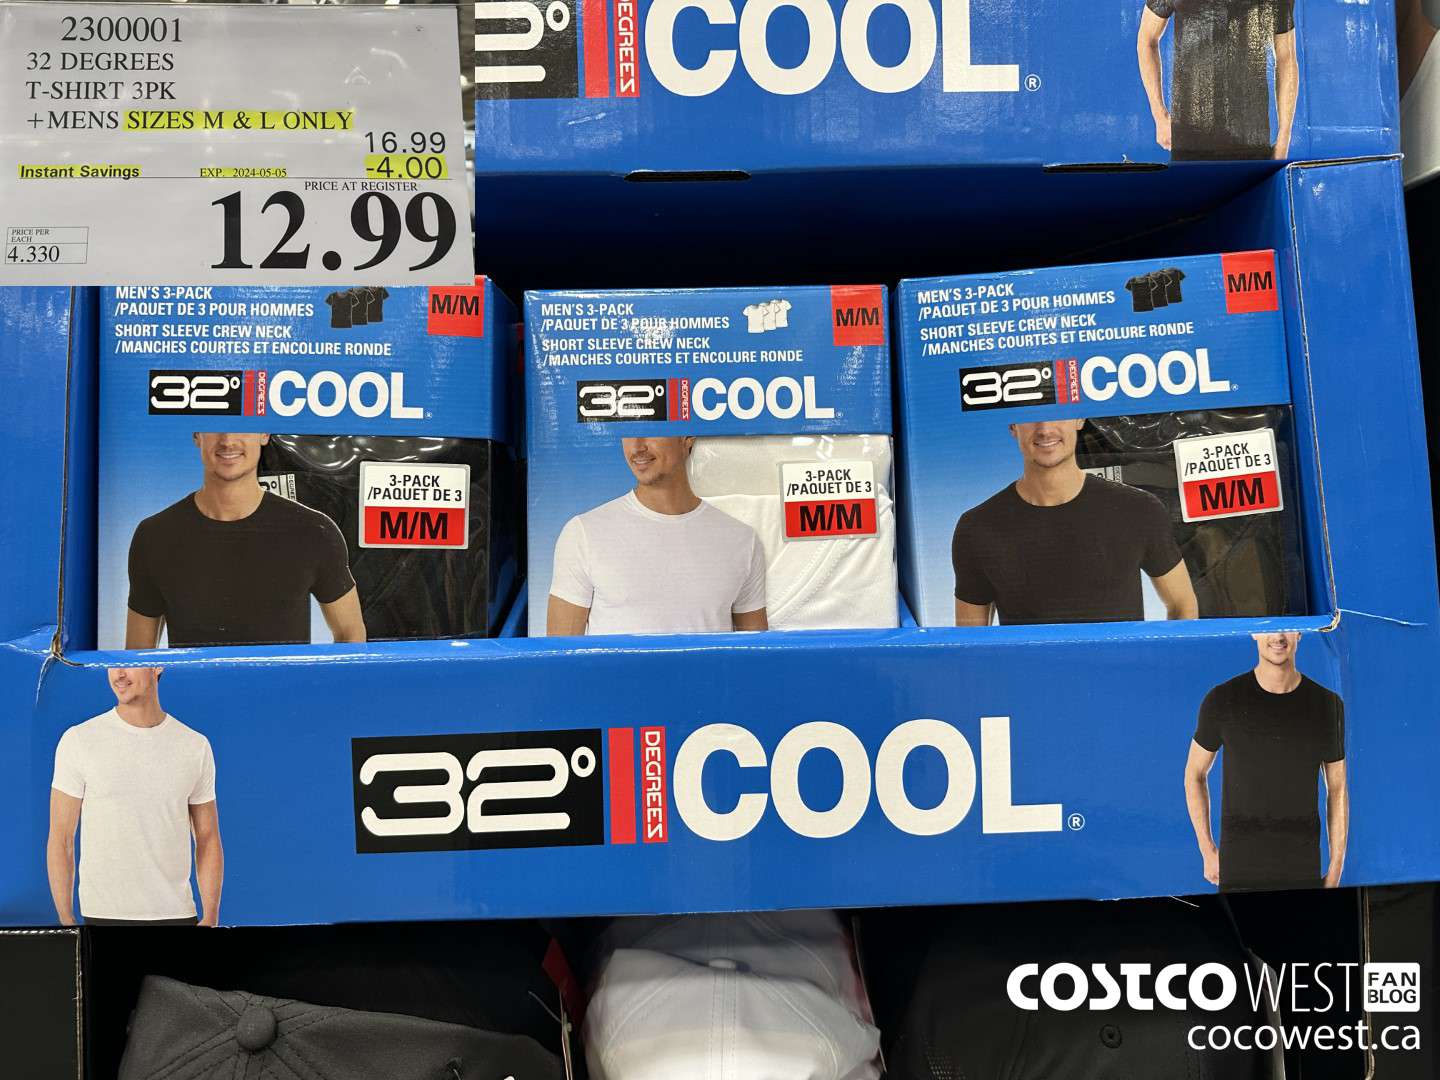 2300001
32 DEGREES
T-SHIRT 3PK
+MENS SIZES M & L ONLY
16.99
Instant Savings EXP. 2024-05-05 -4.00
PRICE AT REGISTER
12.99
PRICE PER
EACH
4.330
32° DEGREES COOL®
MEN'S 3-PACK
/PAQUET DE 3 POUR HOMMES
SHORT SLEEVE CREW NECK
/MANCHES COURTES ET ENCOLURE RONDE
M/M
32° DEGREES COOL®
3-PACK
/PAQUET DE 3
M/M
MEN'S 3-PACK
/PAQUET DE 3 POUR HOMMES
SHORT SLEEVE CREW NECK
/MANCHES COURTES ET ENCOLURE RONDE
M/M
32° DEGREES COOL®
3-PACK
/PAQUET DE 3
M/M
MEN'S 3-PACK
/PAQUET DE 3 POUR HOMMES
SHORT SLEEVE CREW NECK
/MANCHES COURTES ET ENCOLURE RONDE
M/M
32° DEGREES COOL®
3-PACK
/PAQUET DE 3
M/M
32° DEGREES COOL®
COSTCO WEST FAN BLOG
cocowest.ca